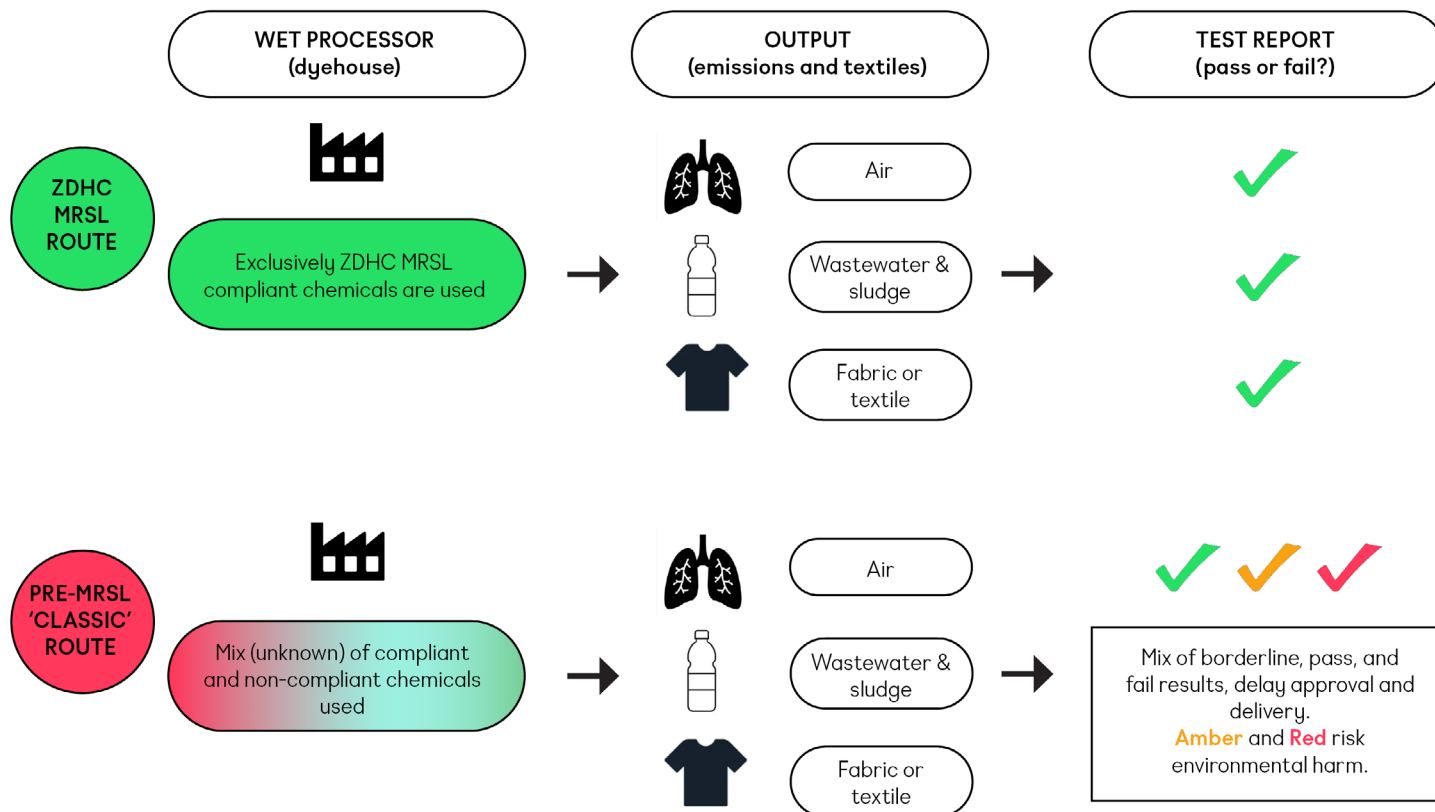 WET PROCESSOR
(dyehouse)
OUTPUT
(emissions and textiles)
TEST REPORT
(pass or fail?)
ZDHC
MRSL
ROUTE
Exclusively ZDHC MRSL
compliant chemicals are used
Air
Wastewater &
sludge
Fabric or
textile
PRE-MRSL
‘CLASSIC’
ROUTE
Mix (unknown) of compliant
and non-compliant chemicals
used
Air
Wastewater &
sludge
Fabric or
textile
Mix of borderline, pass, and
fail results, delay approval and
delivery.
Amber and Red risk
environmental harm.